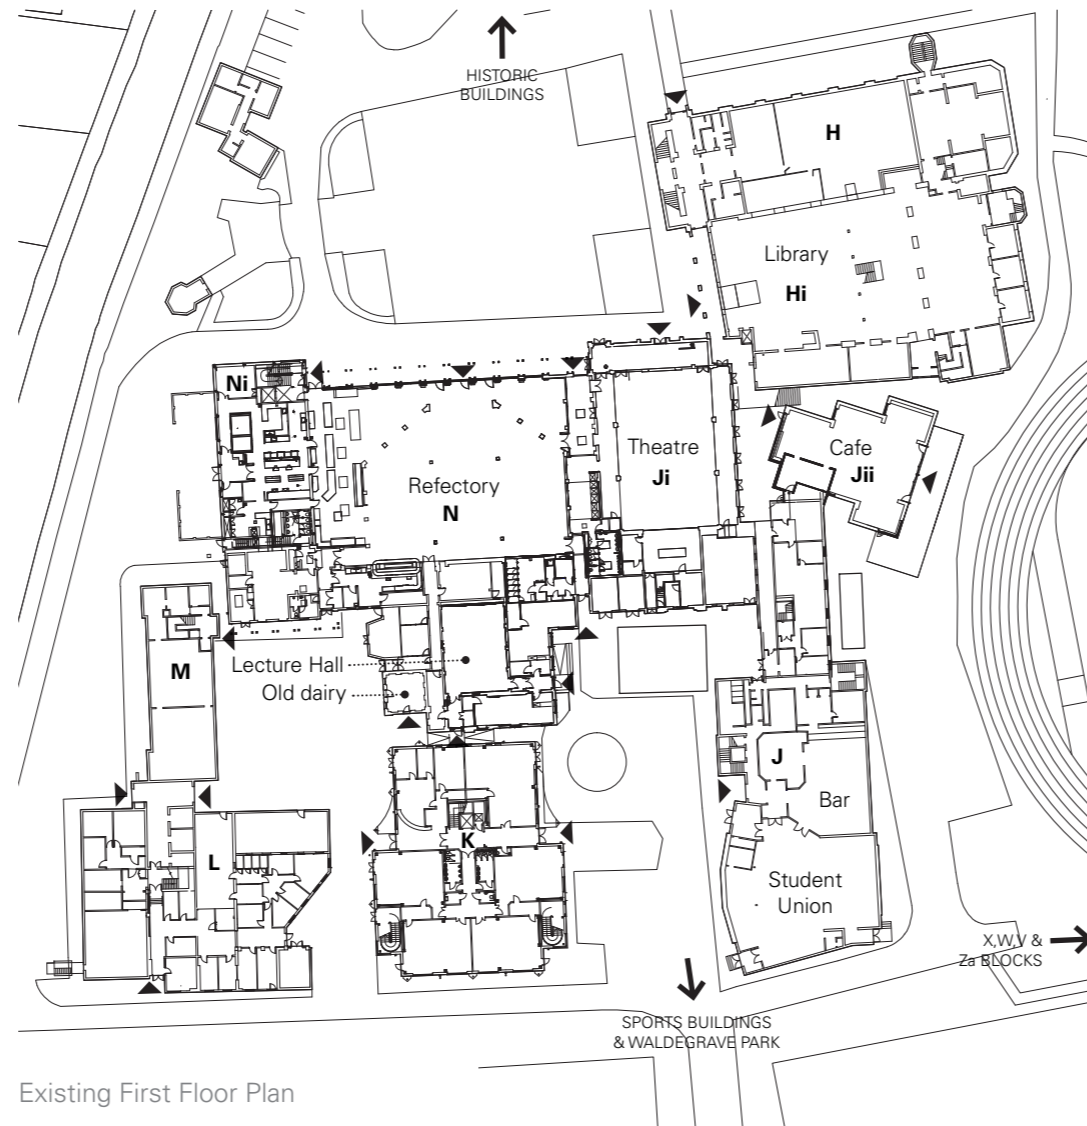 HISTORIC
BUILDINGS
H
Library
Hi
Ni
Theatre
Ji
Cafe
Jii
Refectory
N
Lecture Hall
Old dairy
M
J
Bar
K
L
Student
Union
X,W,V &
Za BLOCKS
SPORTS BUILDINGS
& WALDEGRAVE PARK
Existing First Floor Plan